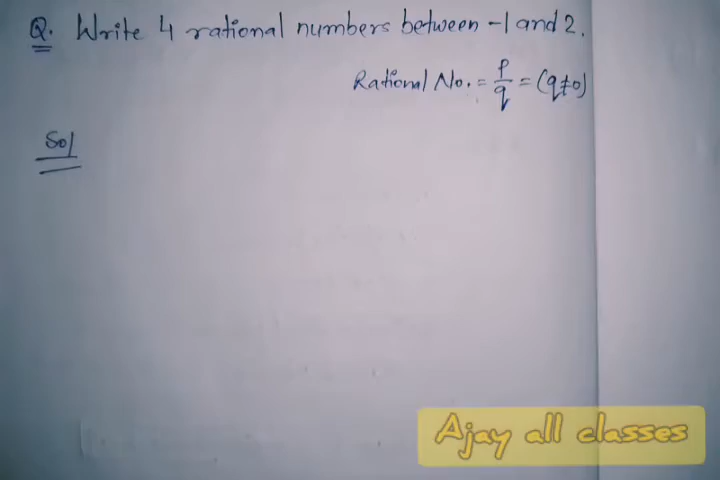 Q. Write 4 rational numbers between -1 and 2.
Rational No. = p/q = (q≠0)
Sol
Ajay all classes